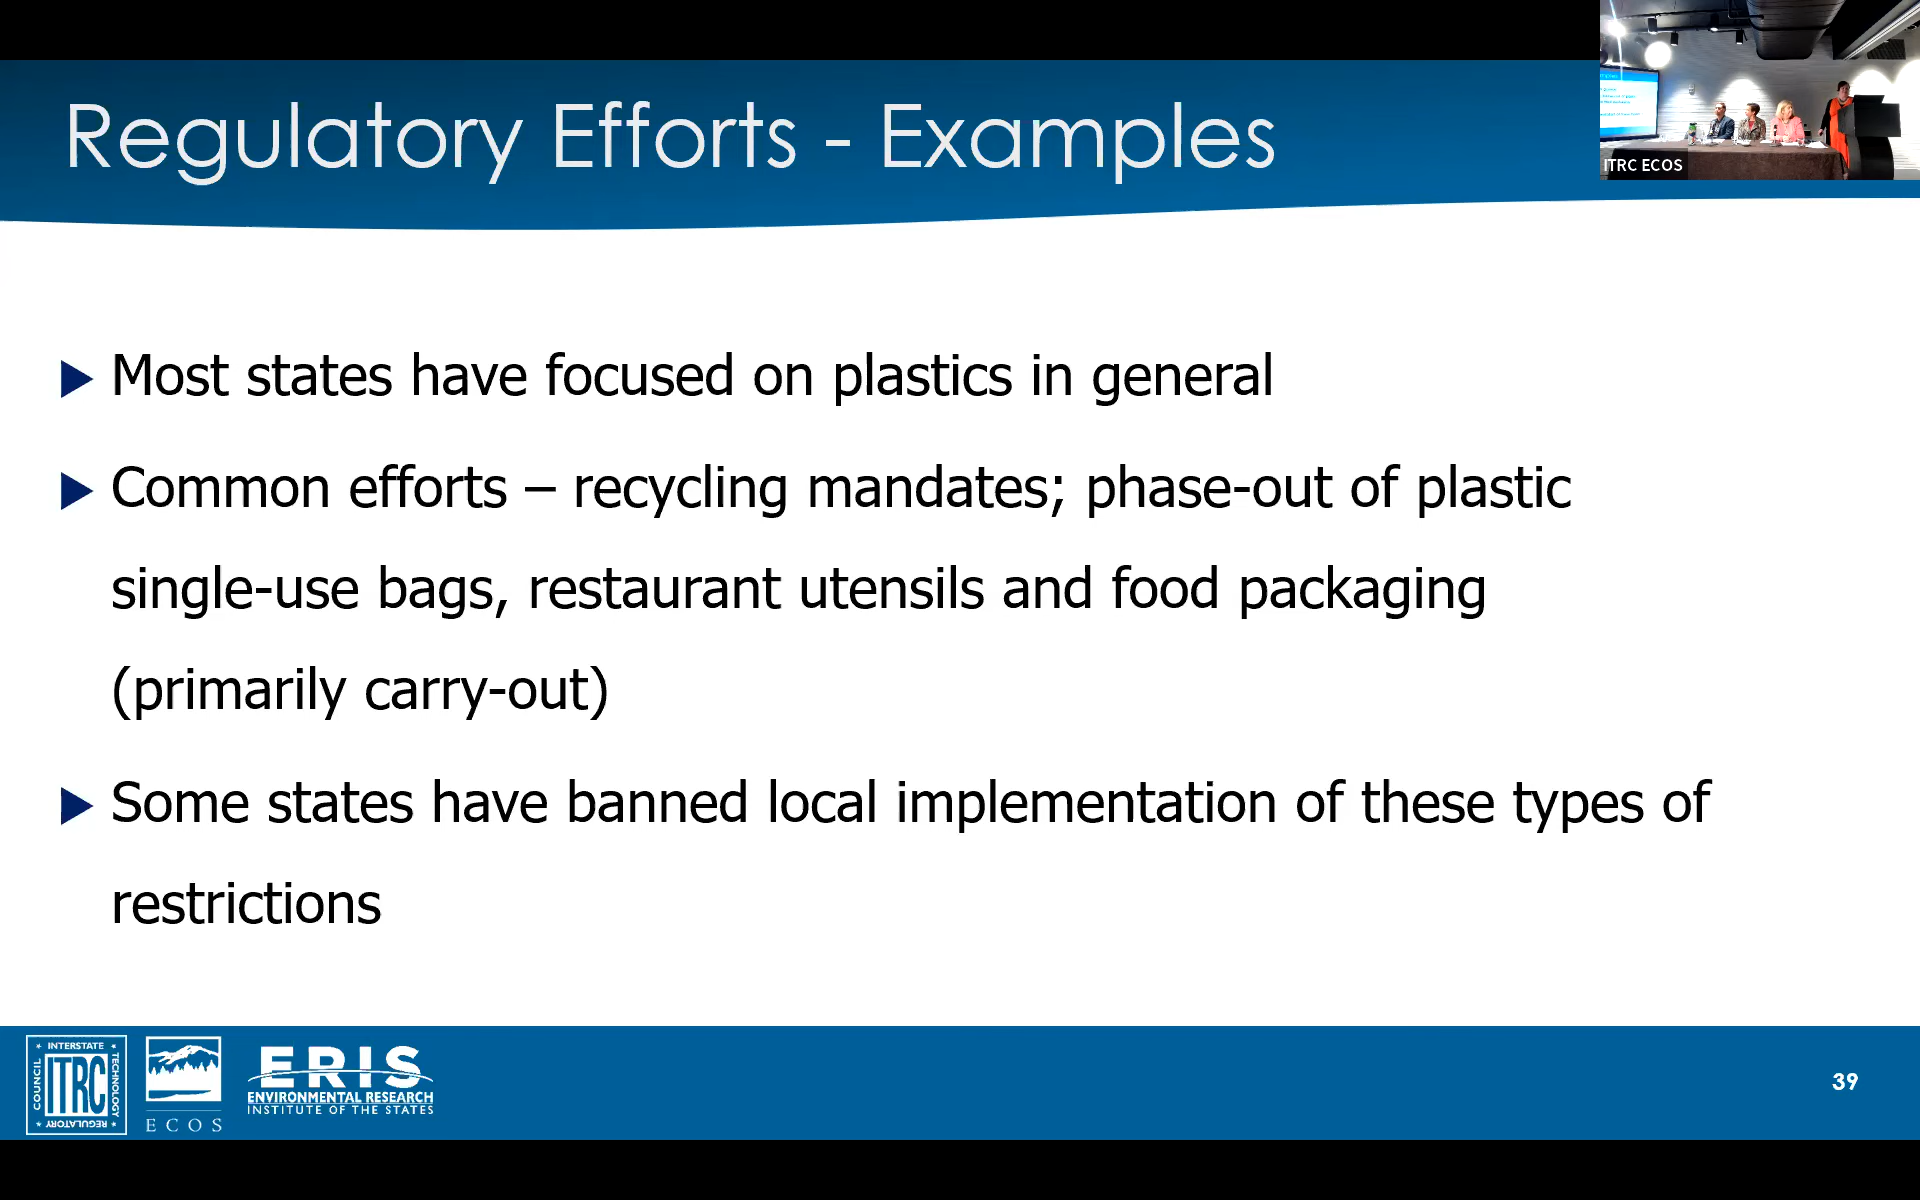 Regulatory Efforts - Examples
ITRC ECOS
Most states have focused on plastics in general
Common efforts – recycling mandates; phase-out of plastic
single-use bags, restaurant utensils and food packaging
(primarily carry-out)
Some states have banned local implementation of these types of
restrictions
INTERSTATE
TECHNOLOGY
REGULATORY
COUNCIL
ITRC
ECOS
ERIS
ENVIRONMENTAL RESEARCH
INSTITUTE OF THE STATES
39